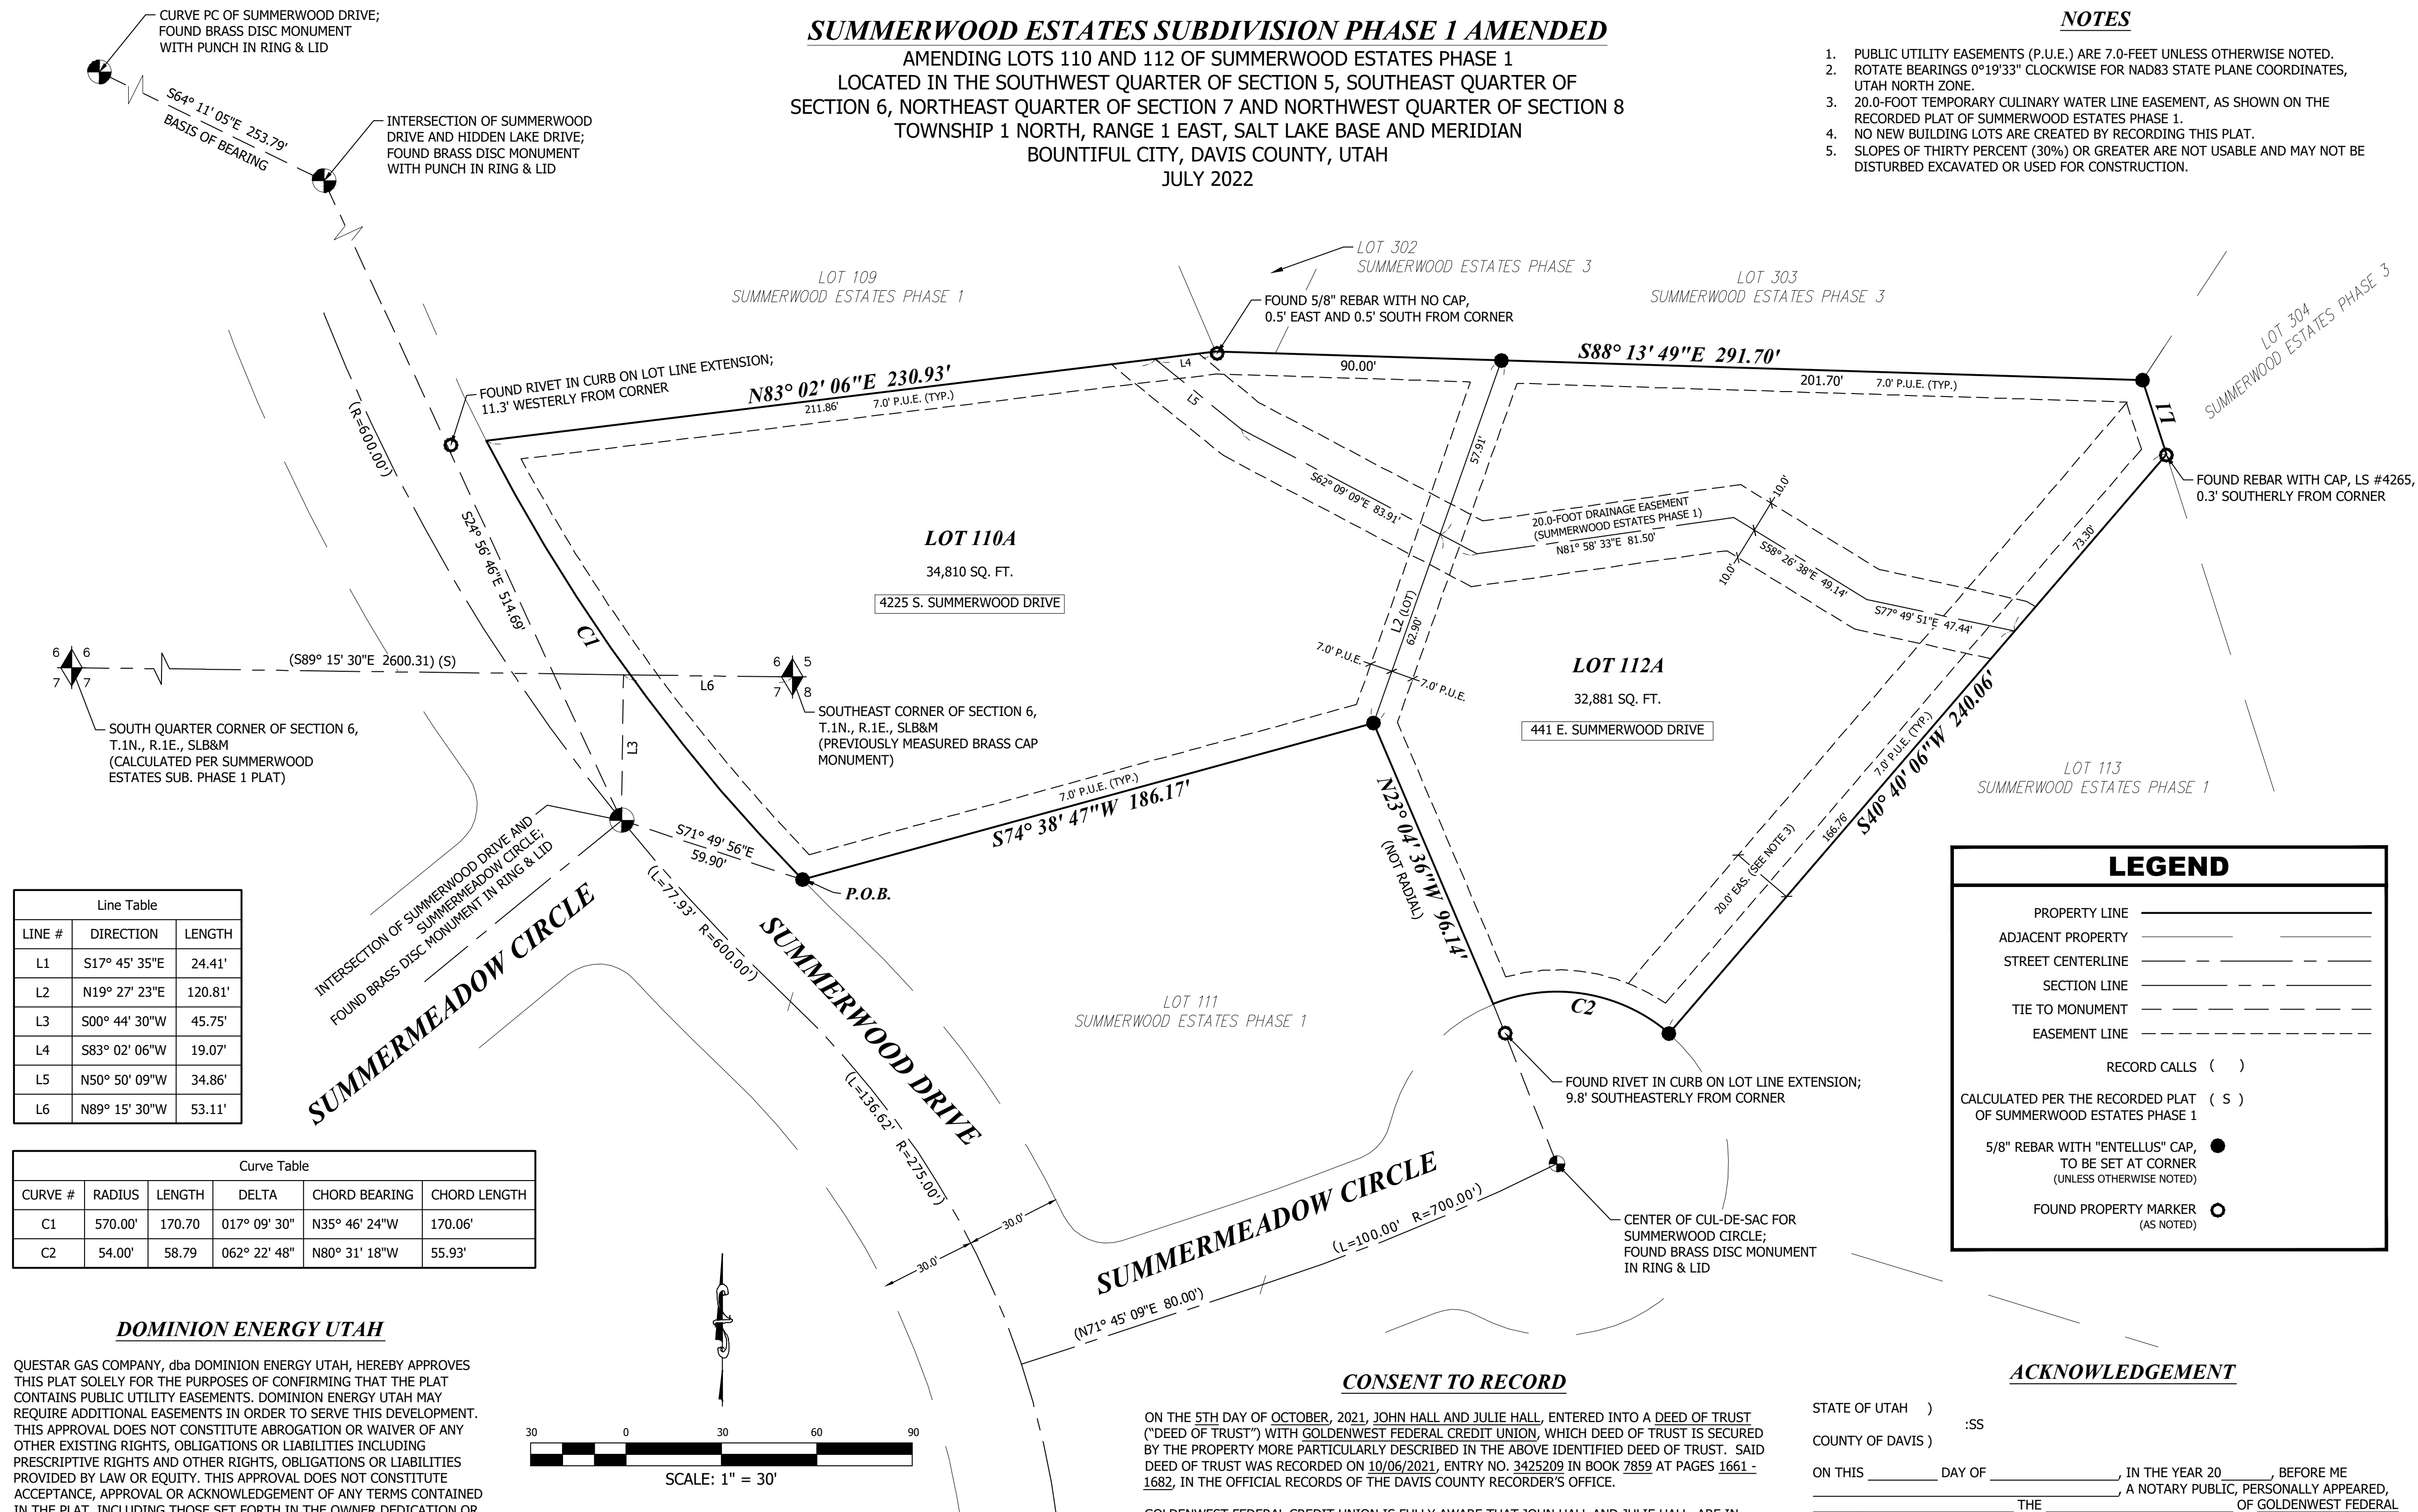 SUMMERWOOD ESTATES SUBDIVISION PHASE 1 AMENDED
AMENDING LOTS 110 AND 112 OF SUMMERWOOD ESTATES PHASE 1
LOCATED IN THE SOUTHWEST QUARTER OF SECTION 5, SOUTHEAST QUARTER OF
SECTION 6, NORTHEAST QUARTER OF SECTION 7 AND NORTHWEST QUARTER OF SECTION 8
TOWNSHIP 1 NORTH, RANGE 1 EAST, SALT LAKE BASE AND MERIDIAN
BOUNTIFUL CITY, DAVIS COUNTY, UTAH
JULY 2022
NOTES
1. PUBLIC UTILITY EASEMENTS (P.U.E.) ARE 7.0-FEET UNLESS OTHERWISE NOTED.
2. ROTATE BEARINGS 0°19'33" CLOCKWISE FOR NAD83 STATE PLANE COORDINATES,
UTAH NORTH ZONE.
3. 20.0-FOOT TEMPORARY CULINARY WATER LINE EASEMENT, AS SHOWN ON THE
RECORDED PLAT OF SUMMERWOOD ESTATES PHASE 1.
4. NO NEW BUILDING LOTS ARE CREATED BY RECORDING THIS PLAT.
5. SLOPES OF THIRTY PERCENT (30%) OR GREATER ARE NOT USABLE AND MAY NOT BE
DISTURBED EXCAVATED OR USED FOR CONSTRUCTION.
CURVE PC OF SUMMERWOOD DRIVE;
FOUND BRASS DISC MONUMENT
WITH PUNCH IN RING & LID
S64° 11' 05"E 253.79'
BASIS OF BEARING
INTERSECTION OF SUMMERWOOD
DRIVE AND HIDDEN LAKE DRIVE;
FOUND BRASS DISC MONUMENT
WITH PUNCH IN RING & LID
LOT 109
SUMMERWOOD ESTATES PHASE 1
LOT 302
SUMMERWOOD ESTATES PHASE 3
LOT 303
SUMMERWOOD ESTATES PHASE 3
LOT 304
SUMMERWOOD ESTATES PHASE 3
FOUND 5/8" REBAR WITH NO CAP,
0.5' EAST AND 0.5' SOUTH FROM CORNER
FOUND RIVET IN CURB ON LOT LINE EXTENSION;
11.3' WESTERLY FROM CORNER
N83° 02' 06"E 230.93'
211.86'
7.0' P.U.E. (TYP.)
L4
L5
90.00'
S88° 13' 49"E 291.70'
201.70'
7.0' P.U.E. (TYP.)
L1
FOUND REBAR WITH CAP, LS #4265,
0.3' SOUTHERLY FROM CORNER
(R=600.00')
S24° 56' 46"E 514.69'
C1
LOT 110A
34,810 SQ. FT.
4225 S. SUMMERWOOD DRIVE
57.91'
S62° 09' 09"E 83.91'
20.0-FOOT DRAINAGE EASEMENT
(SUMMERWOOD ESTATES PHASE 1)
N81° 58' 33"E 81.50'
10.0'
10.0'
S58° 26' 38"E 49.14'
S77° 49' 51"E 47.44'
73.30'
L2 (LOT)
62.90'
7.0' P.U.E.
7.0' P.U.E.
LOT 112A
32,881 SQ. FT.
441 E. SUMMERWOOD DRIVE
6 6
7 7
(S89° 15' 30"E 2600.31) (S)
6 5
7 8
L6
L3
SOUTH QUARTER CORNER OF SECTION 6,
T.1N., R.1E., SLB&M
(CALCULATED PER SUMMERWOOD
ESTATES SUB. PHASE 1 PLAT)
SOUTHEAST CORNER OF SECTION 6,
T.1N., R.1E., SLB&M
(PREVIOUSLY MEASURED BRASS CAP
MONUMENT)
7.0' P.U.E. (TYP.)
S74° 38' 47"W 186.17'
N23° 04' 36"W 96.14'
(NOT RADIAL)
7.0' P.U.E. (TYP.)
S40° 40' 06"W 240.06'
166.76'
20.0' EAS. (SEE NOTE 3)
LOT 113
SUMMERWOOD ESTATES PHASE 1
S71° 49' 56"E
59.90'
P.O.B.
INTERSECTION OF SUMMERWOOD DRIVE AND
SUMMERMEADOW CIRCLE;
FOUND BRASS DISC MONUMENT IN RING & LID
SUMMERMEADOW CIRCLE
(L=77.93' R=600.00')
SUMMERWOOD DRIVE
(L=136.62' R=275.00')
LOT 111
SUMMERWOOD ESTATES PHASE 1
C2
FOUND RIVET IN CURB ON LOT LINE EXTENSION;
9.8' SOUTHEASTERLY FROM CORNER
30.0'
30.0'
SUMMERMEADOW CIRCLE
(L=100.00' R=700.00')
(N71° 45' 09"E 80.00')
CENTER OF CUL-DE-SAC FOR
SUMMERWOOD CIRCLE;
FOUND BRASS DISC MONUMENT
IN RING & LID
Line Table
LINE # DIRECTION LENGTH
L1 S17° 45' 35"E 24.41'
L2 N19° 27' 23"E 120.81'
L3 S00° 44' 30"W 45.75'
L4 S83° 02' 06"W 19.07'
L5 N50° 50' 09"W 34.86'
L6 N89° 15' 30"W 53.11'
Curve Table
CURVE # RADIUS LENGTH DELTA CHORD BEARING CHORD LENGTH
C1 570.00' 170.70 017° 09' 30" N35° 46' 24"W 170.06'
C2 54.00' 58.79 062° 22' 48" N80° 31' 18"W 55.93'
LEGEND
PROPERTY LINE
ADJACENT PROPERTY
STREET CENTERLINE
SECTION LINE
TIE TO MONUMENT
EASEMENT LINE
RECORD CALLS ( )
CALCULATED PER THE RECORDED PLAT ( S )
OF SUMMERWOOD ESTATES PHASE 1
5/8" REBAR WITH "ENTELLUS" CAP,
TO BE SET AT CORNER
(UNLESS OTHERWISE NOTED)
FOUND PROPERTY MARKER
(AS NOTED)
DOMINION ENERGY UTAH
QUESTAR GAS COMPANY, dba DOMINION ENERGY UTAH, HEREBY APPROVES
THIS PLAT SOLELY FOR THE PURPOSES OF CONFIRMING THAT THE PLAT
CONTAINS PUBLIC UTILITY EASEMENTS. DOMINION ENERGY UTAH MAY
REQUIRE ADDITIONAL EASEMENTS IN ORDER TO SERVE THIS DEVELOPMENT.
THIS APPROVAL DOES NOT CONSTITUTE ABROGATION OR WAIVER OF ANY
OTHER EXISTING RIGHTS, OBLIGATIONS OR LIABILITIES INCLUDING
PRESCRIPTIVE RIGHTS AND OTHER RIGHTS, OBLIGATIONS OR LIABILITIES
PROVIDED BY LAW OR EQUITY. THIS APPROVAL DOES NOT CONSTITUTE
ACCEPTANCE, APPROVAL OR ACKNOWLEDGEMENT OF ANY TERMS CONTAINED
IN THE PLAT, INCLUDING THOSE SET FORTH IN THE OWNER DEDICATION OR
30 0 30 60 90
SCALE: 1" = 30'
CONSENT TO RECORD
ON THE 5TH DAY OF OCTOBER, 2021, JOHN HALL AND JULIE HALL, ENTERED INTO A DEED OF TRUST
("DEED OF TRUST") WITH GOLDENWEST FEDERAL CREDIT UNION, WHICH DEED OF TRUST IS SECURED
BY THE PROPERTY MORE PARTICULARLY DESCRIBED IN THE ABOVE IDENTIFIED DEED OF TRUST. SAID
DEED OF TRUST WAS RECORDED ON 10/06/2021, ENTRY NO. 3425209 IN BOOK 7859 AT PAGES 1661 -
1682, IN THE OFFICIAL RECORDS OF THE DAVIS COUNTY RECORDER'S OFFICE.
GOLDENWEST FEDERAL CREDIT UNION IS FULLY AWARE THAT JOHN HALL AND JULIE HALL, ARE IN
ACKNOWLEDGEMENT
STATE OF UTAH )
:SS
COUNTY OF DAVIS )
ON THIS __________ DAY OF __________________, IN THE YEAR 20_______, BEFORE ME
____________________________, A NOTARY PUBLIC, PERSONALLY APPEARED,
____________________________ THE __________________ OF GOLDENWEST FEDERAL